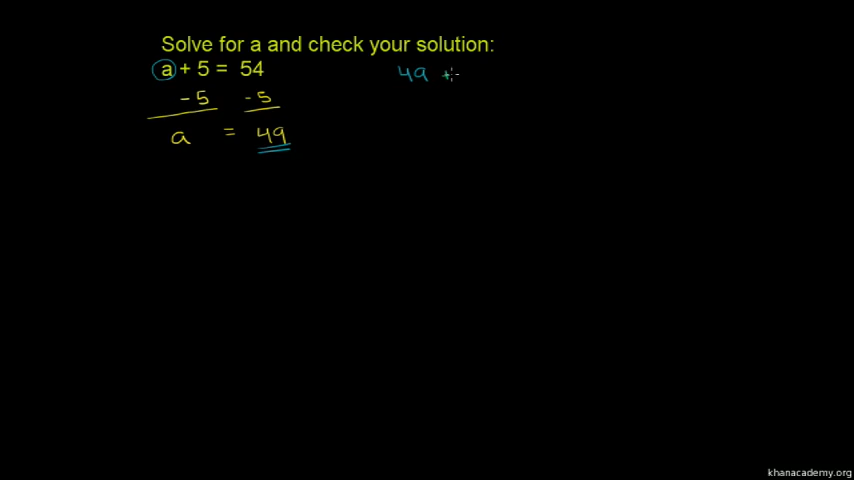 Solve for a and check your solution:
a + 5 = 54 49 +
-5 -5
a = 49
khanacademy.org